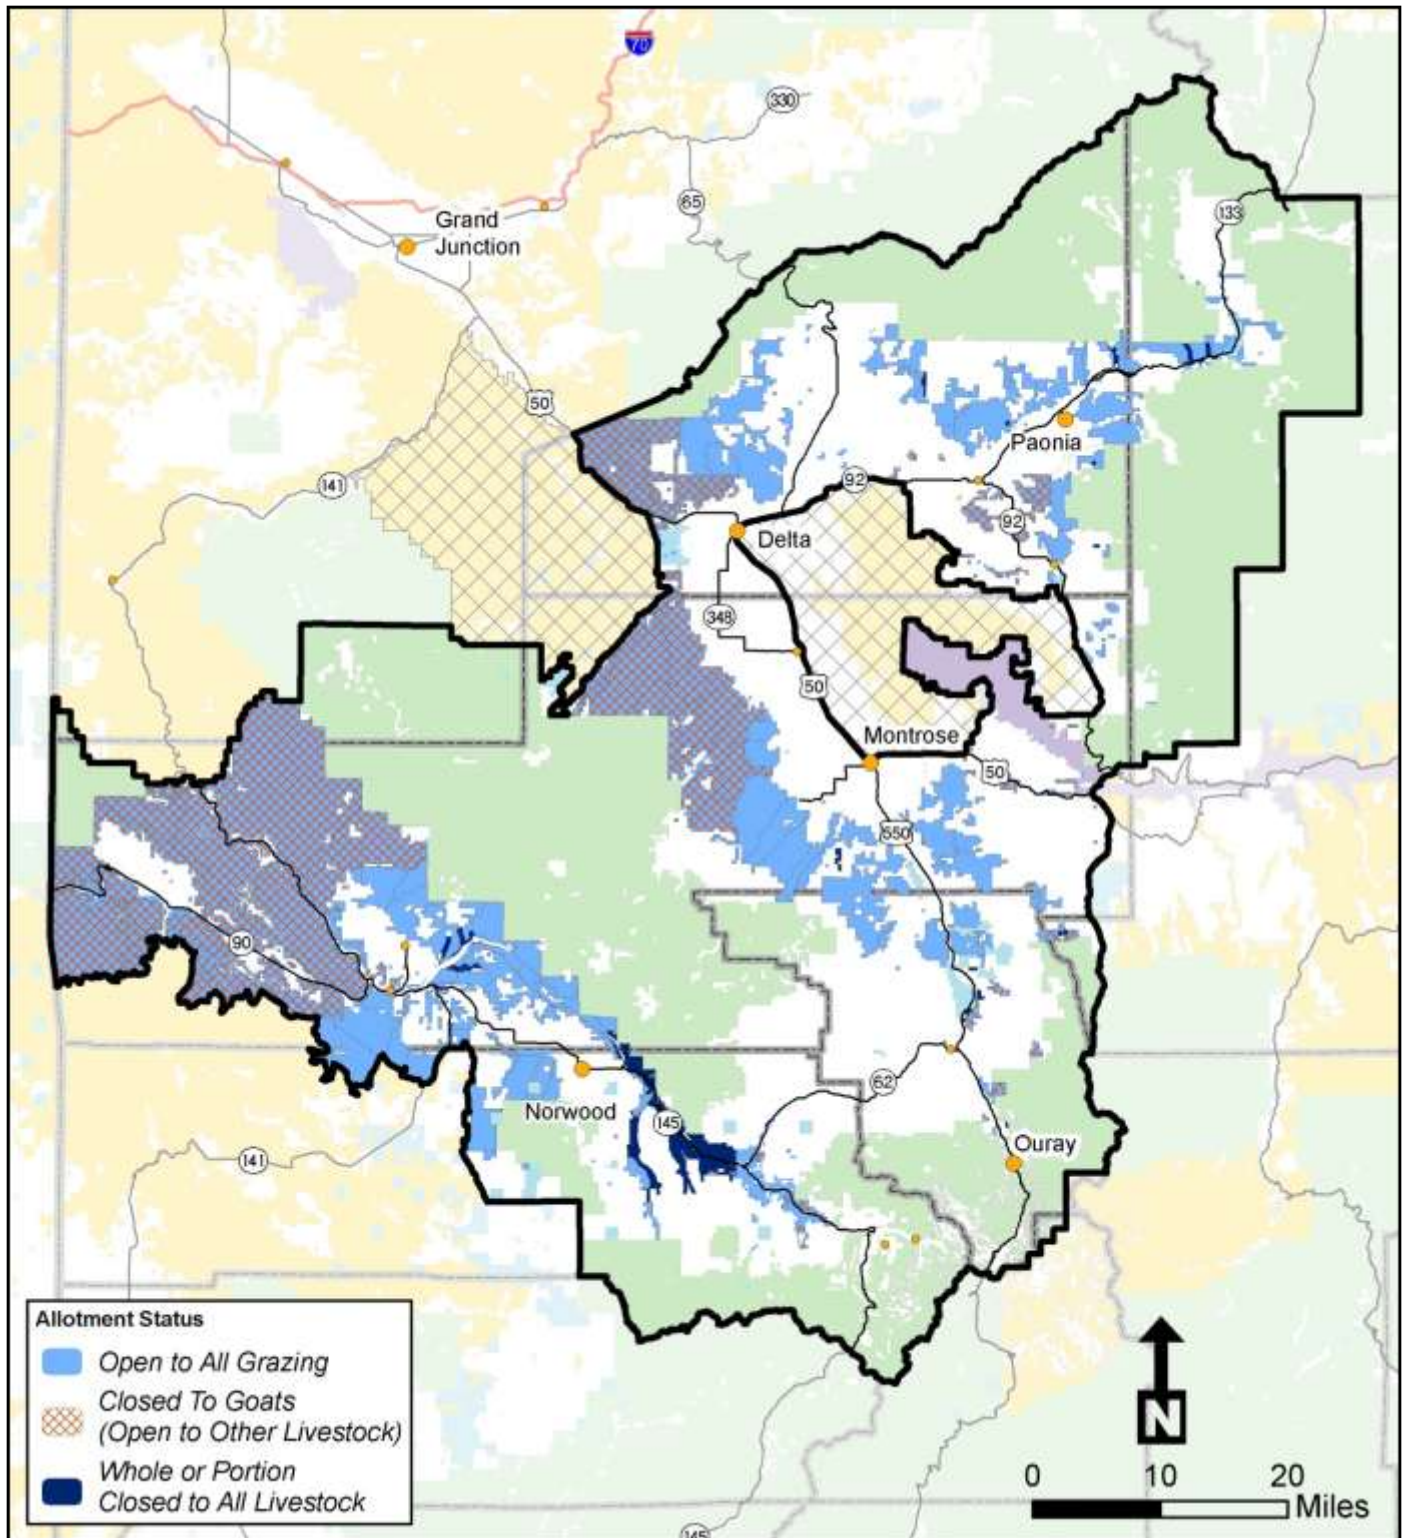 70
330
65
133
Grand
Junction
50
Paonia
141
92
92
Delta
348
50
Montrose
50
550
90
62
Norwood
145
Ouray
141
Allotment Status
Open to All Grazing
Closed To Goats
(Open to Other Livestock)
Whole or Portion
Closed to All Livestock
N
0 10 20
Miles
145